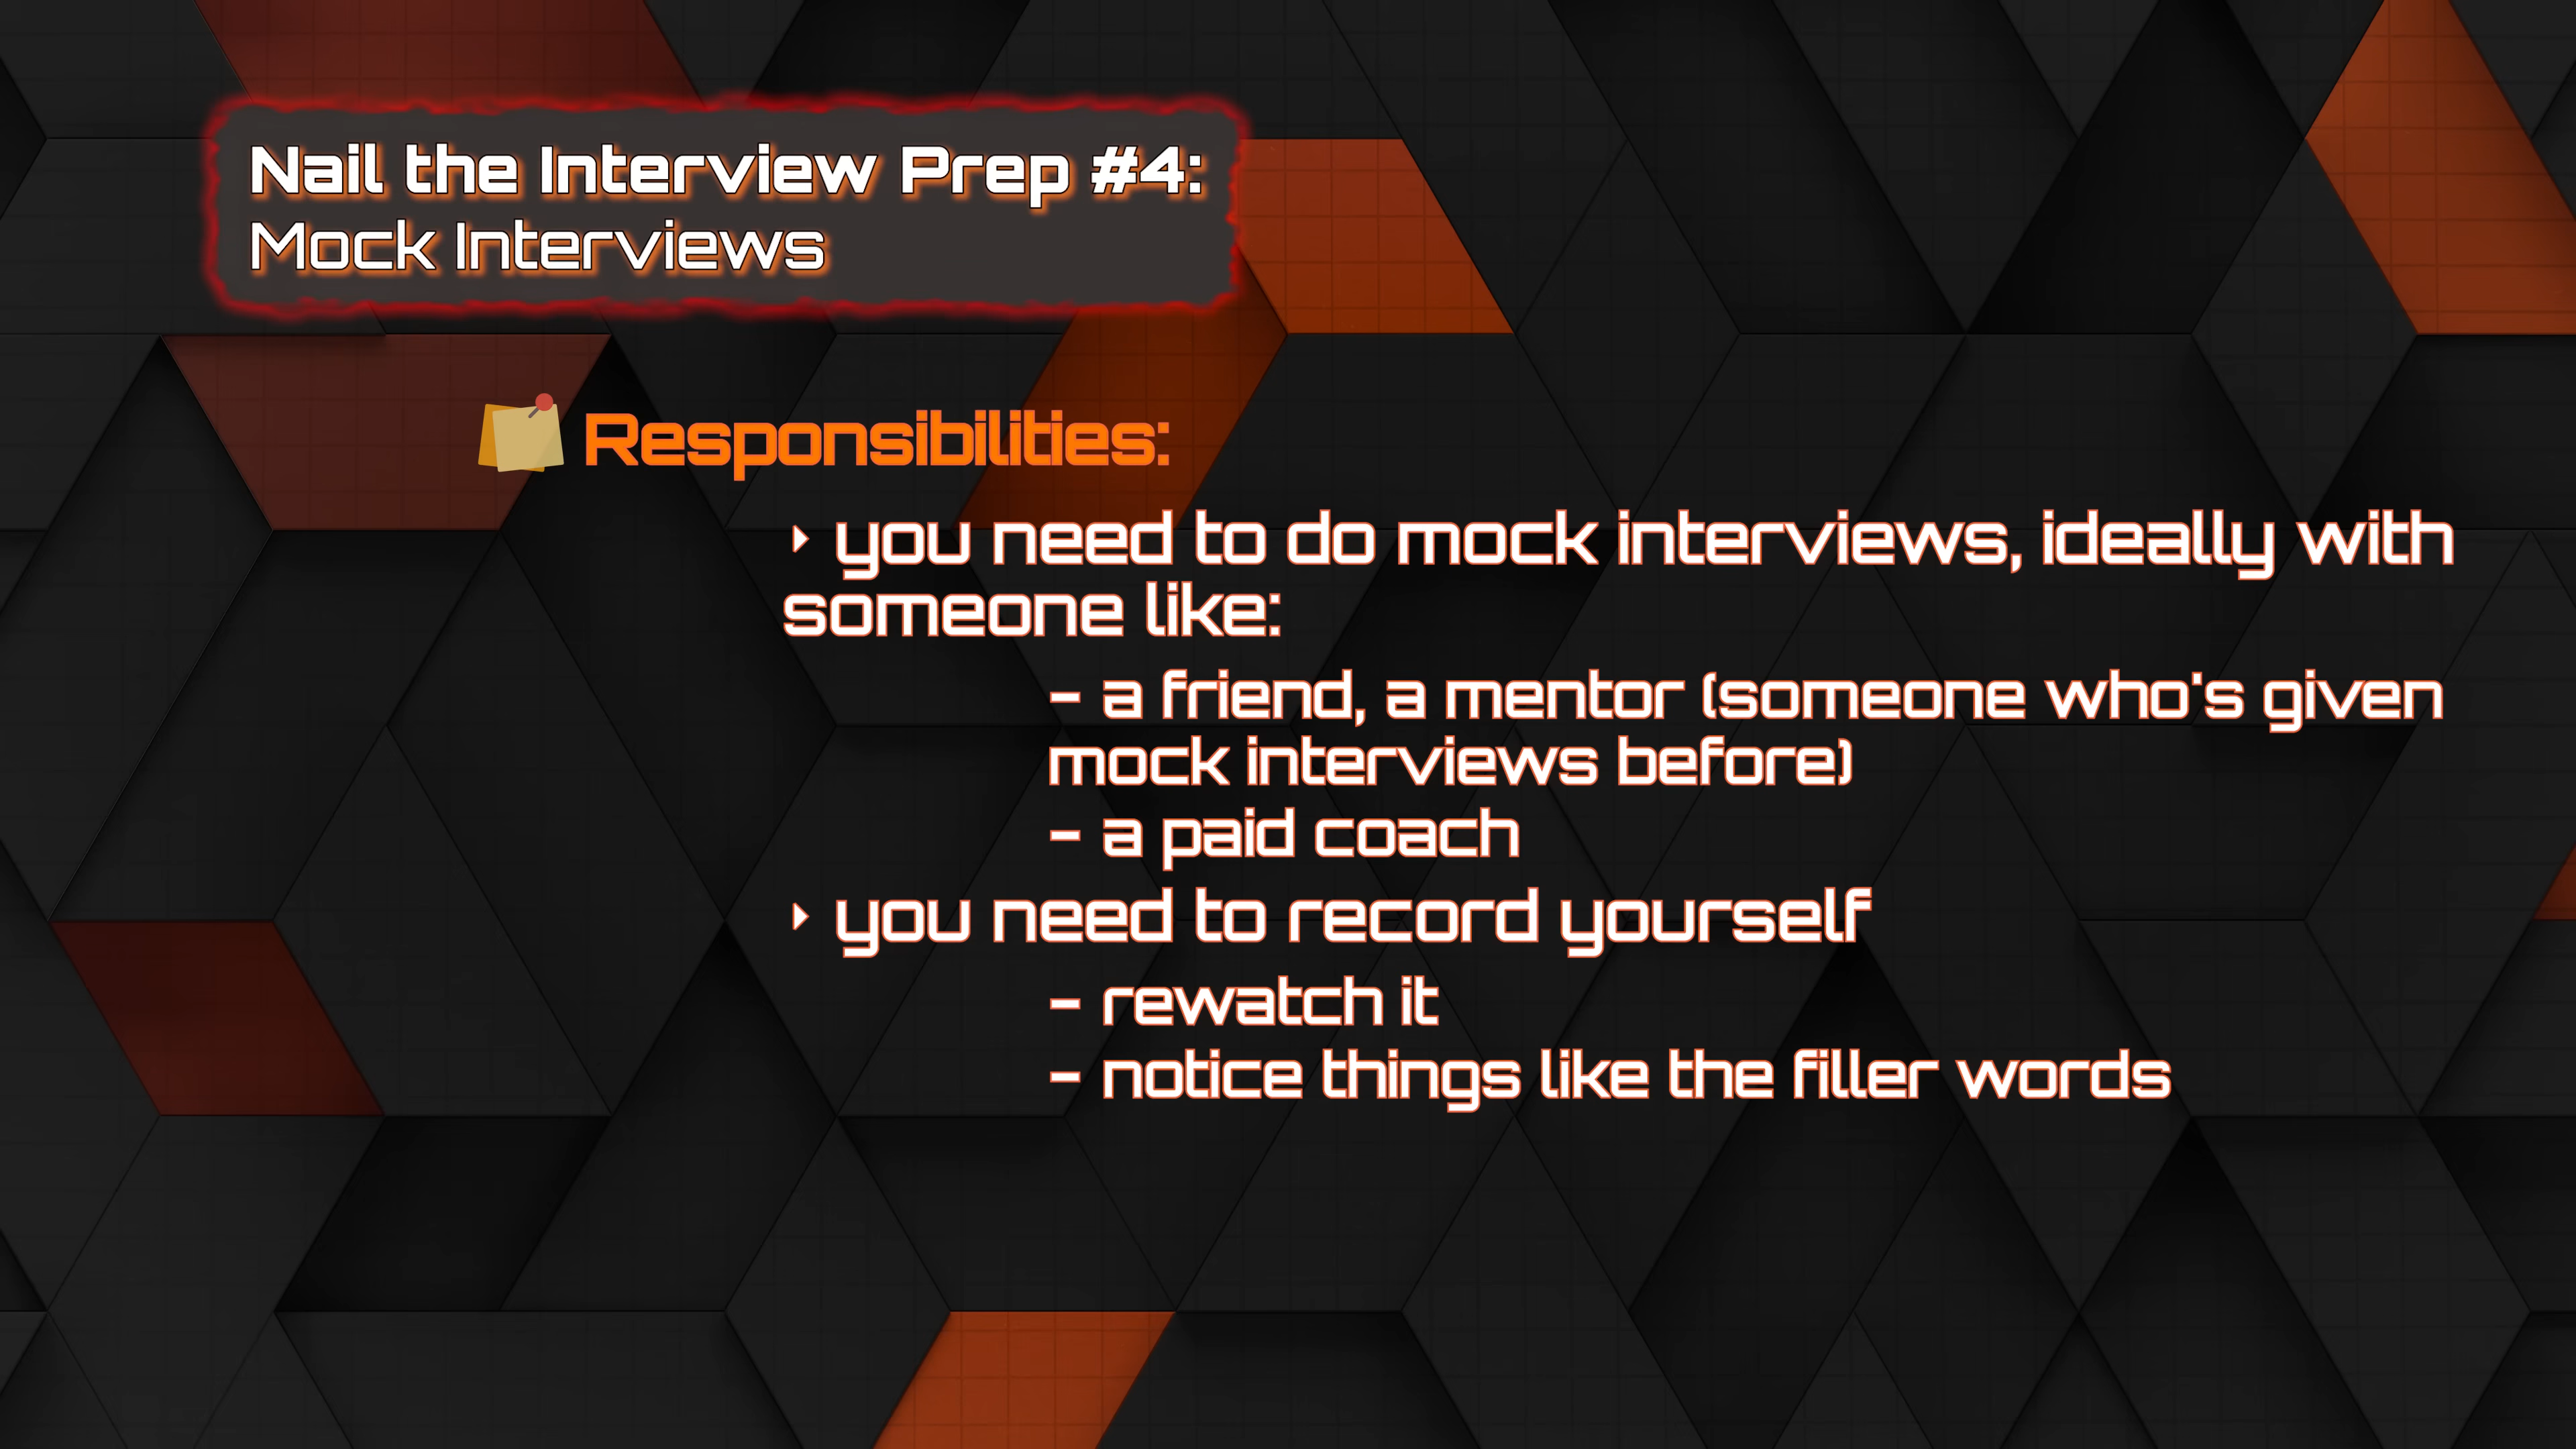 Nail the Interview Prep #4:
Mock Interviews
Responsibilities:
‣ you need to do mock interviews, ideally with
someone like:
- a friend, a mentor (someone who's given
mock interviews before)
- a paid coach
‣ you need to record yourself
- rewatch it
- notice things like the filler words